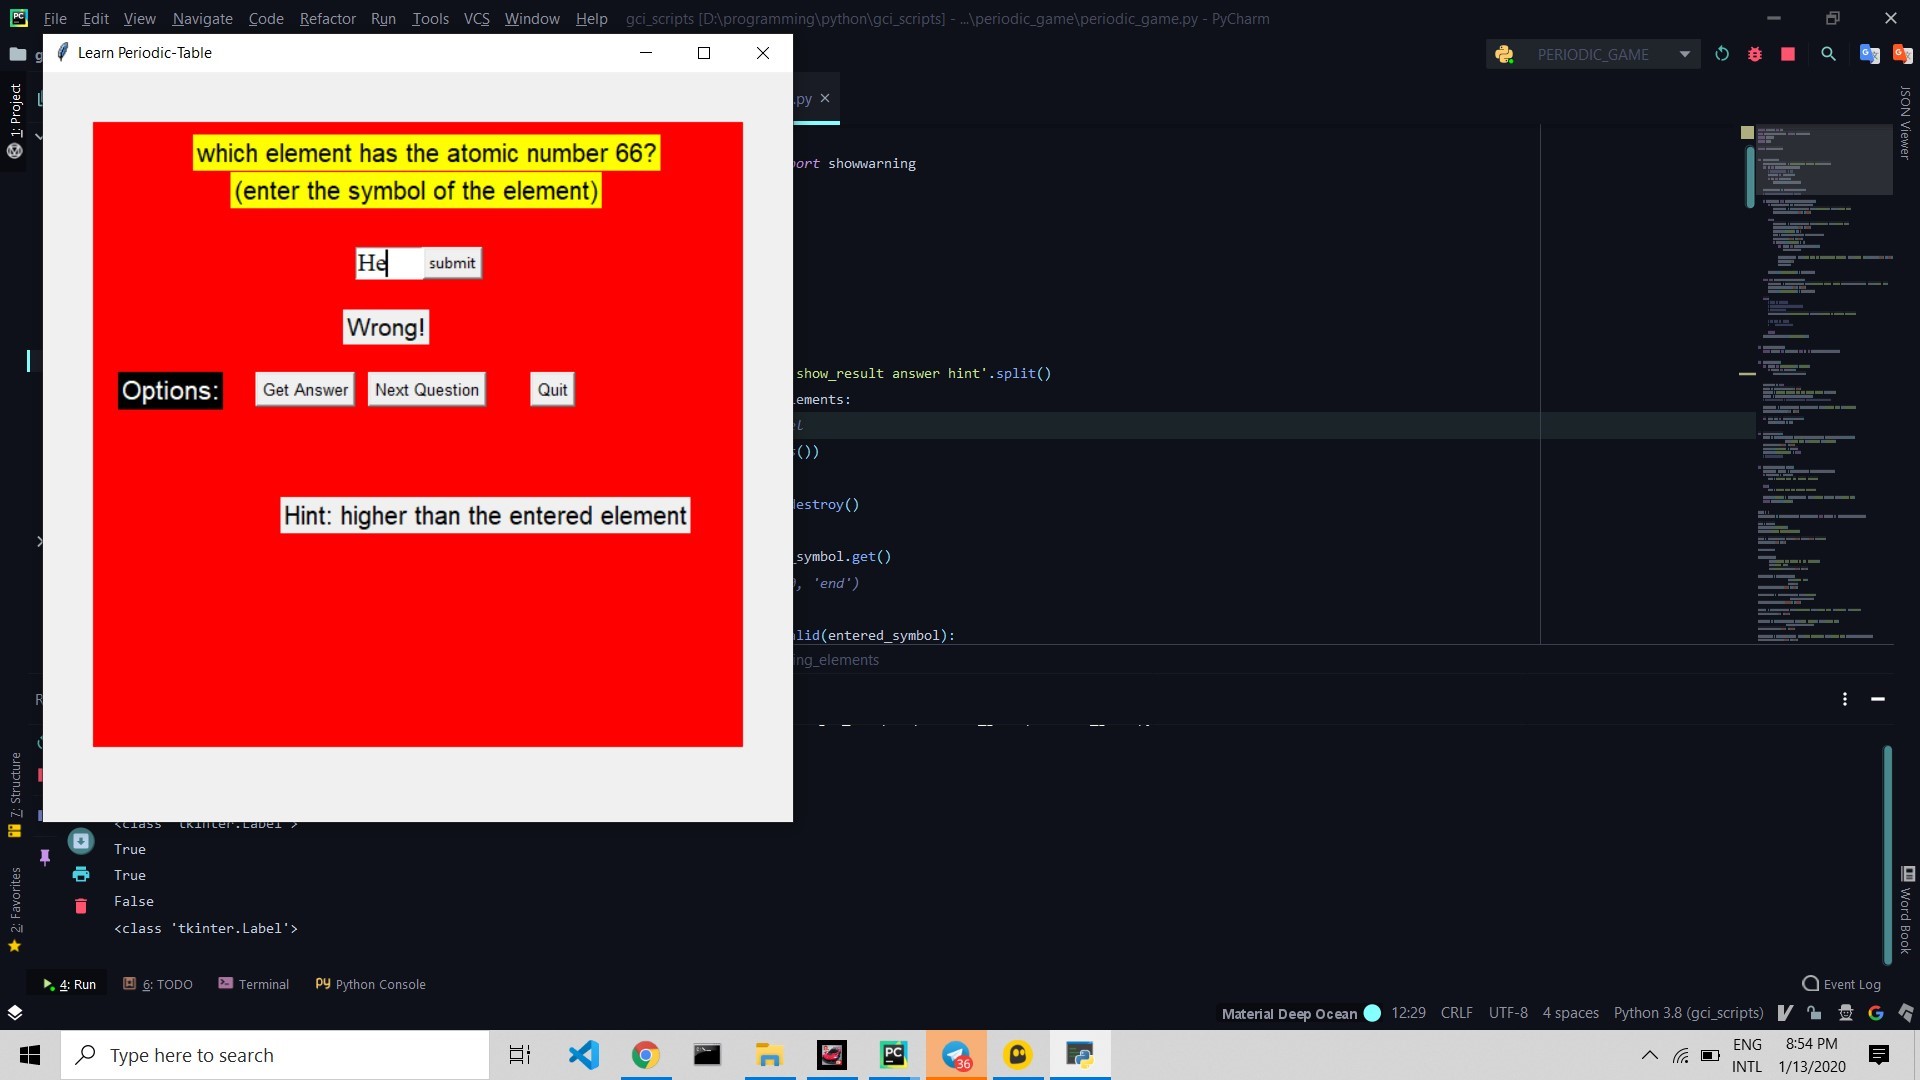 File Edit View Navigate Code Refactor Run Tools VCS Window Help gci_scripts [D:\programming\python\gci_scripts] - ...\periodic_game\periodic_game.py - PyCharm
Learn Periodic-Table
PERIODIC_GAME
1: Project
.py
JSON Viewer
which element has the atomic number 66?
(enter the symbol of the element)
showwarning
He submit
Wrong!
show_result answer hint'.split()
Options: Get Answer Next Question Quit
ements:
())
estroy()
Hint: higher than the entered element
_symbol.get()
, 'end')
lid(entered_symbol):
ing_elements
7: Structure
2: Favorites
<class 'tkinter.Label'>
True
True
False
<class 'tkinter.Label'>
Word Book
4: Run 6: TODO Terminal Python Console Event Log
Material Deep Ocean 12:29 CRLF UTF-8 4 spaces Python 3.8 (gci_scripts)
Type here to search
PC
36
ENG
INTL
8:54 PM
1/13/2020